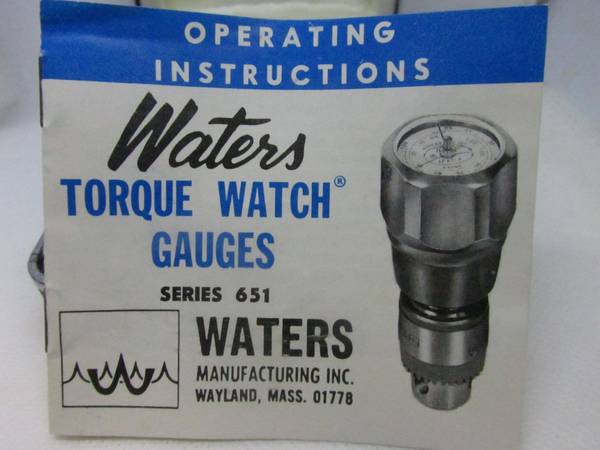 OPERATING
INSTRUCTIONS
Waters
TORQUE WATCH®
GAUGES
SERIES 651
WATERS
MANUFACTURING INC.
WAYLAND, MASS. 01778